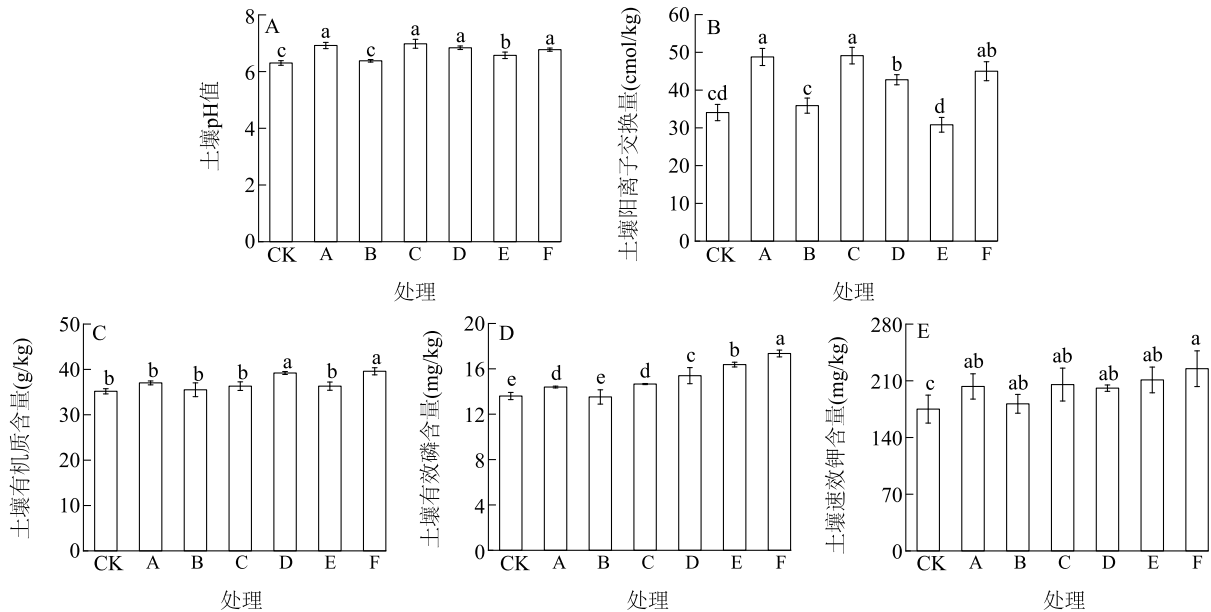 A
土壤pH值
8
6
4
2
0
c a c a a b a
CK A B C D E F
处理
B
土壤阳离子交换量(cmol/kg)
60
50
40
30
20
10
0
cd a c a b d ab
CK A B C D E F
处理
C
土壤有机质含量(g/kg)
50
40
30
20
10
0
b b b b a b a
CK A B C D E F
处理
D
土壤有效磷含量(mg/kg)
20
16
12
8
4
0
e d e d c b a
CK A B C D E F
处理
E
土壤速效钾含量(mg/kg)
280
210
140
70
0
c ab ab ab ab ab a
CK A B C D E F
处理